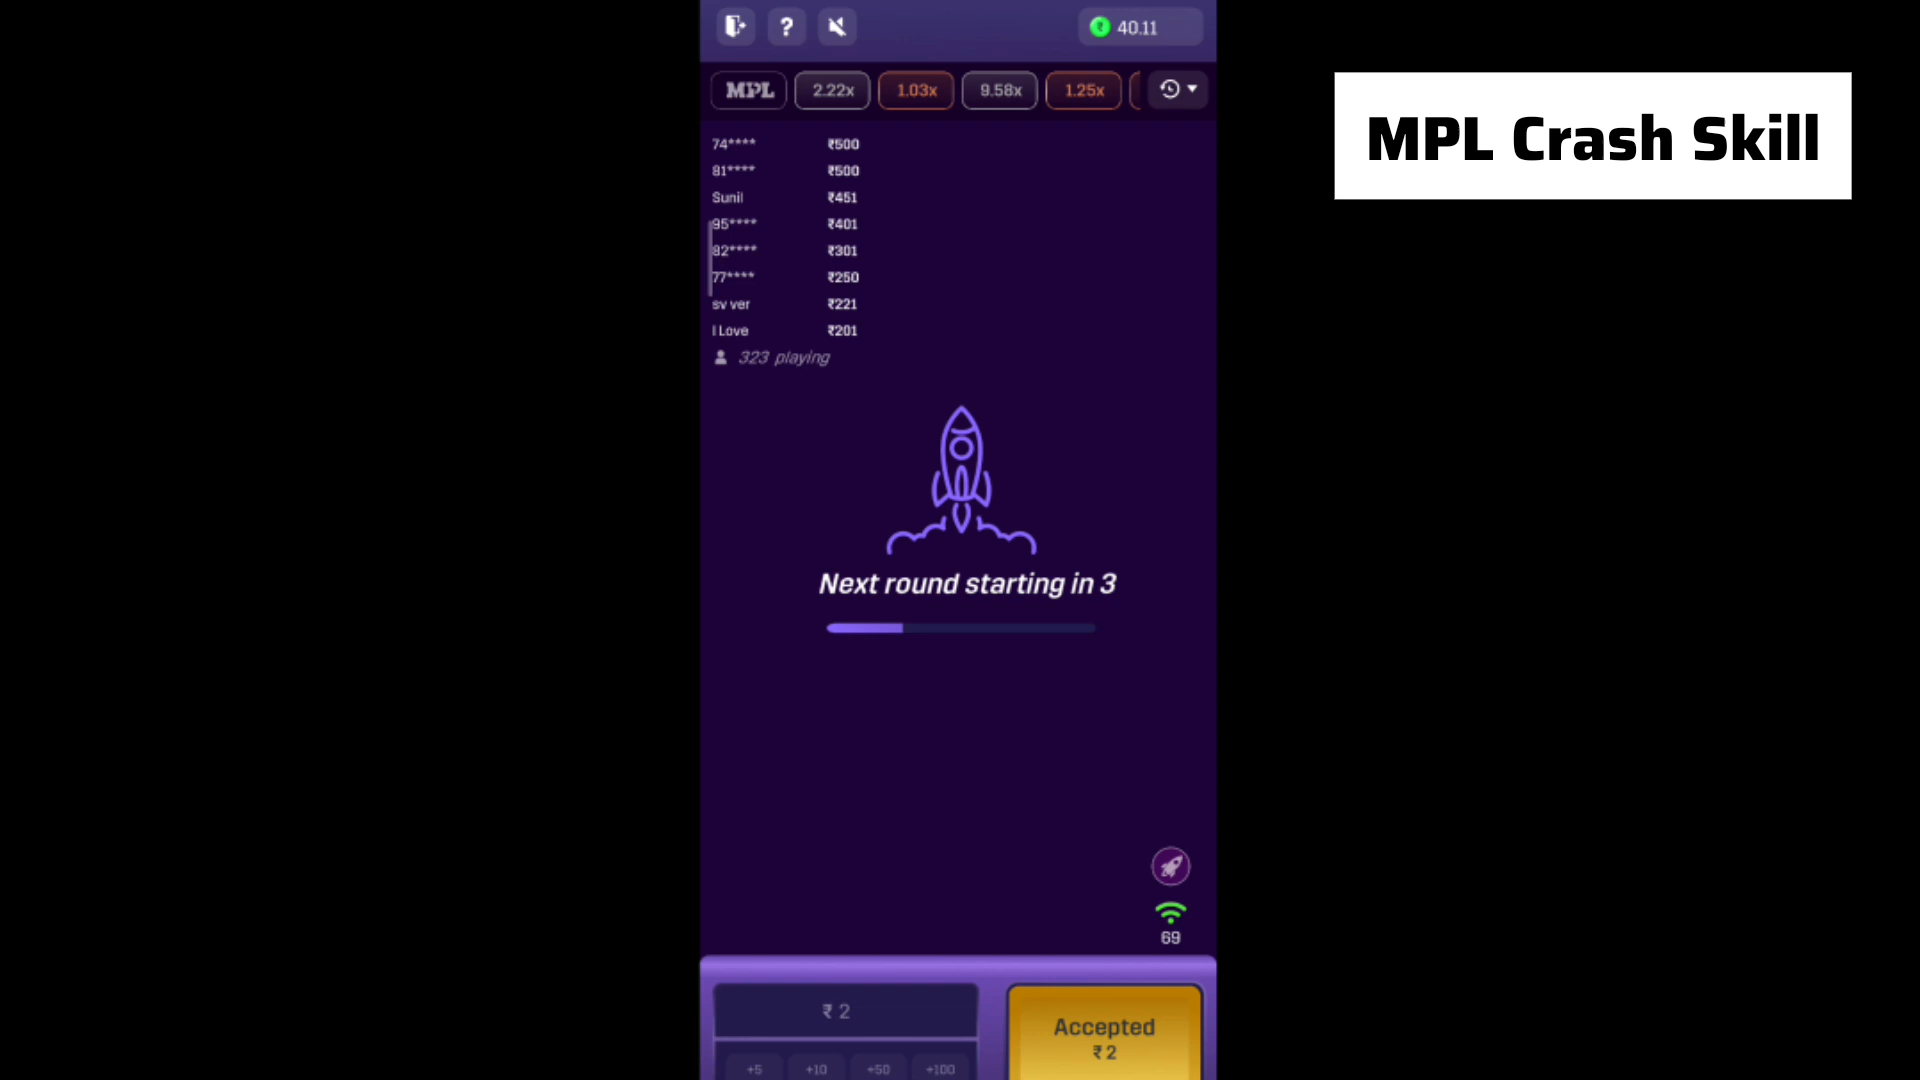 ? 40.11
MPL 2.22x 1.03x 9.58x 1.25x
MPL Crash Skill
74**** ₹500
81**** ₹500
Sunil ₹451
95**** ₹401
82**** ₹301
77**** ₹250
sv ver ₹221
I Love ₹201
323 playing
Next round starting in 3
69
₹ 2
Accepted
₹ 2
+5 +10 +50 +100